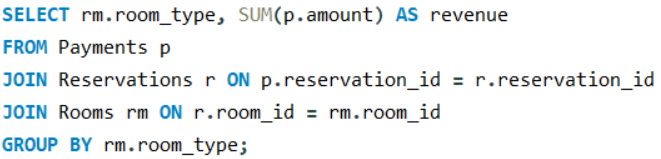 SELECT rm.room_type, SUM(p.amount) AS revenue
FROM Payments p
JOIN Reservations r ON p.reservation_id = r.reservation_id
JOIN Rooms rm ON r.room_id = rm.room_id
GROUP BY rm.room_type;